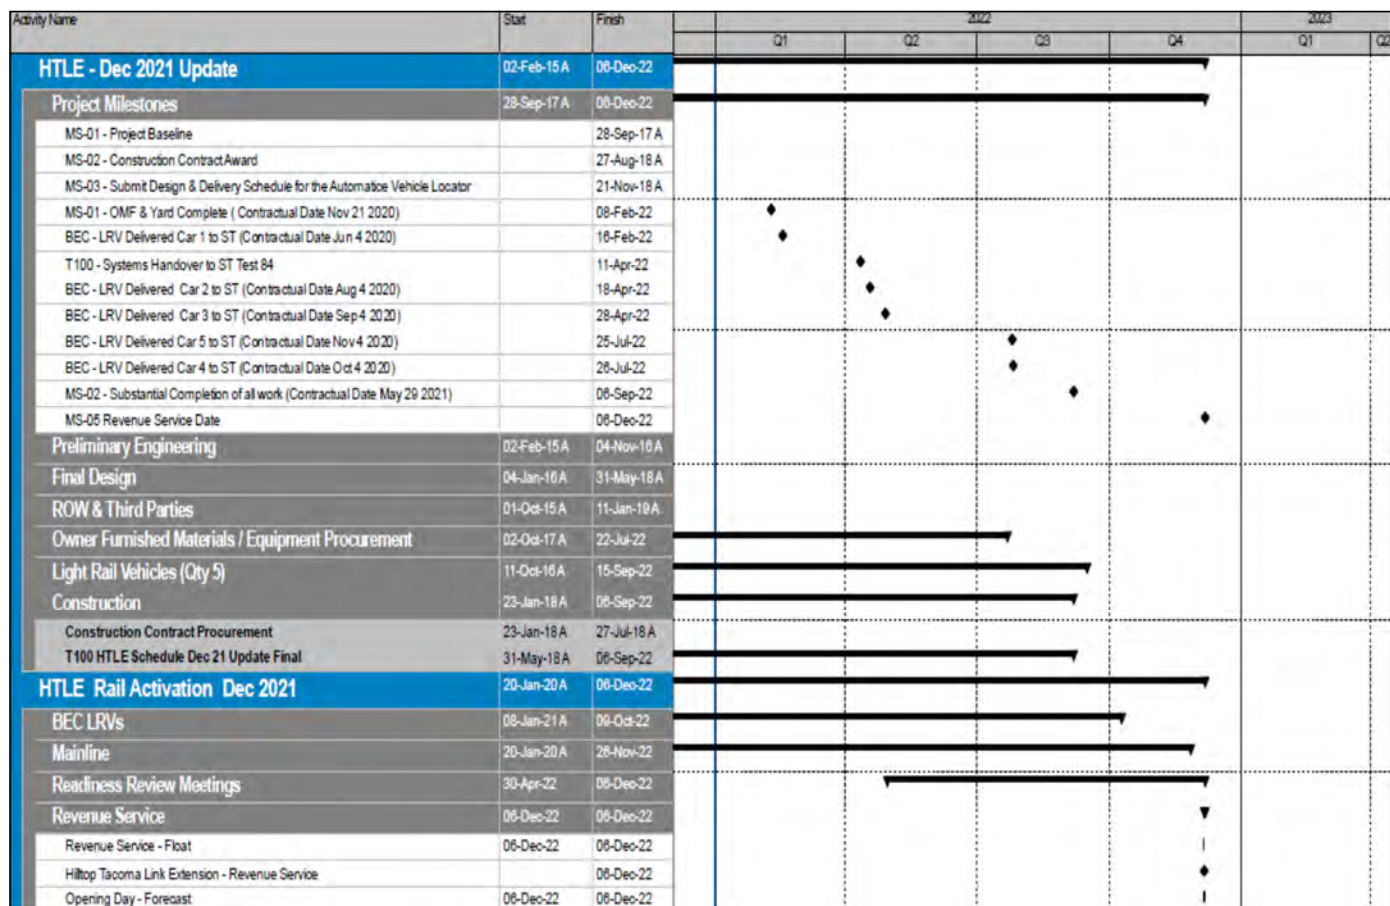 Activity Name Start Finish 2022 2023
Q1 Q2 Q3 Q4 Q1 Q2
HTLE - Dec 2021 Update 02-Feb-15 A 06-Dec-22
Project Milestones 28-Sep-17 A 06-Dec-22
MS-01 - Project Baseline 28-Sep-17 A
MS-02 - Construction Contract Award 27-Aug-18 A
MS-03 - Submit Design & Delivery Schedule for the Automatice Vehicle Locator 21-Nov-18 A
MS-01 - OMF & Yard Complete ( Contractual Date Nov 21 2020) 08-Feb-22
BEC - LRV Delivered Car 1 to ST (Contractual Date Jun 4 2020) 16-Feb-22
T100 - Systems Handover to ST Test 84 11-Apr-22
BEC - LRV Delivered Car 2 to ST (Contractual Date Aug 4 2020) 18-Apr-22
BEC - LRV Delivered Car 3 to ST (Contractual Date Sep 4 2020) 28-Apr-22
BEC - LRV Delivered Car 5 to ST (Contractual Date Nov 4 2020) 25-Jul-22
BEC - LRV Delivered Car 4 to ST (Contractual Date Oct 4 2020) 26-Jul-22
MS-02 - Substantial Completion of all work (Contractual Date May 29 2021) 06-Sep-22
MS-05 Revenue Service Date 06-Dec-22
Preliminary Engineering 02-Feb-15 A 04-Nov-16 A
Final Design 04-Jan-16 A 31-May-18 A
ROW & Third Parties 01-Oct-15 A 11-Jan-19 A
Owner Furnished Materials / Equipment Procurement 02-Oct-17 A 22-Jul-22
Light Rail Vehicles (Qty 5) 11-Oct-16 A 15-Sep-22
Construction 23-Jan-18 A 06-Sep-22
Construction Contract Procurement 23-Jan-18 A 27-Jul-18 A
T100 HTLE Schedule Dec 21 Update Final 31-May-18 A 06-Sep-22
HTLE Rail Activation Dec 2021 20-Jan-20 A 06-Dec-22
BEC LRVs 08-Jan-21 A 09-Oct-22
Mainline 20-Jan-20 A 26-Nov-22
Readiness Review Meetings 30-Apr-22 06-Dec-22
Revenue Service 06-Dec-22 06-Dec-22
Revenue Service - Float 06-Dec-22 06-Dec-22
Hilltop Tacoma Link Extension - Revenue Service 06-Dec-22
Opening Day - Forecast 06-Dec-22 06-Dec-22